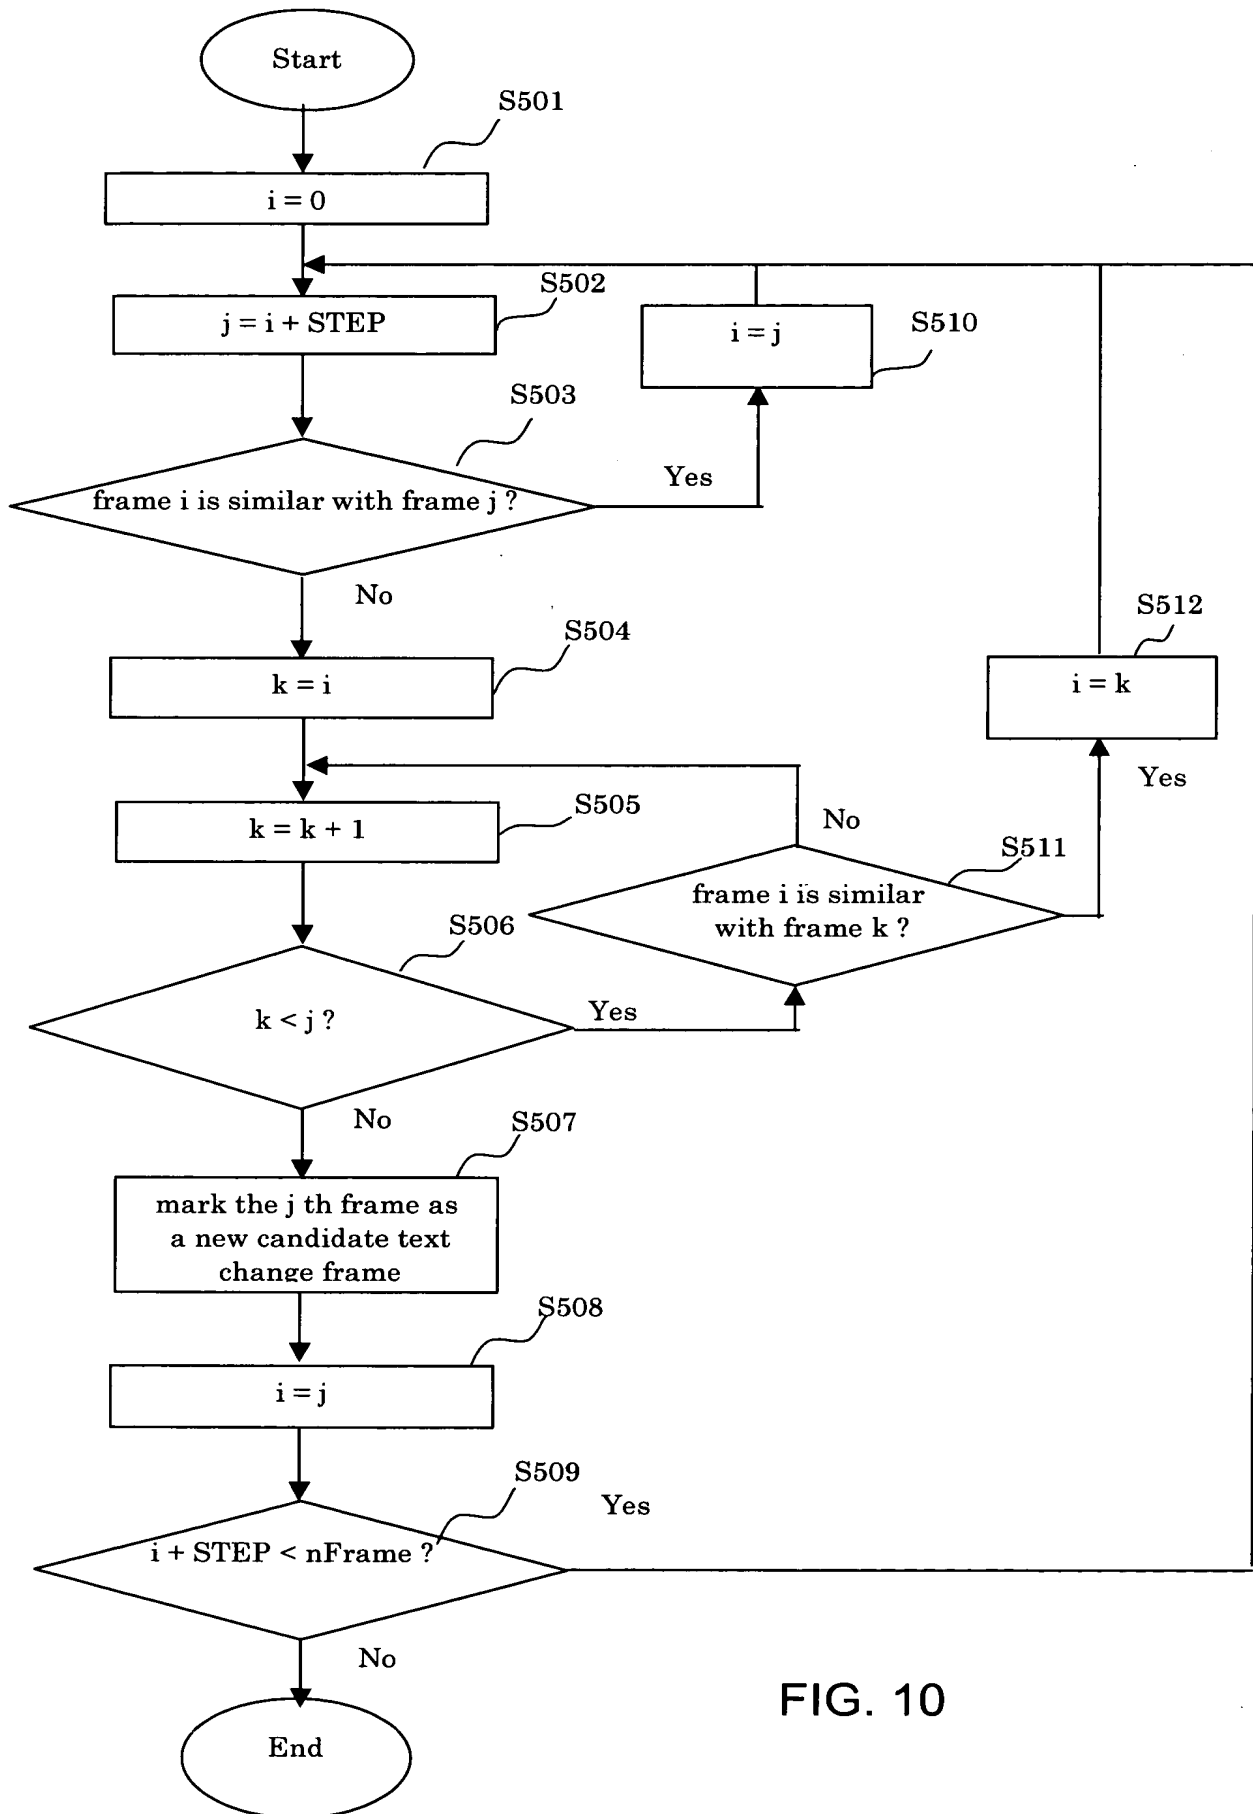 Start
S501
i = 0
S502
j = i + STEP
i = j
S510
S503
frame i is similar with frame j ?
Yes
No
S504
k = i
S512
i = k
Yes
S505
k = k + 1
No
S511
frame i is similar
with frame k ?
S506
k < j ?
Yes
No
S507
mark the j th frame as
a new candidate text
change frame
S508
i = j
S509
Yes
i + STEP < nFrame ?
No
End
FIG. 10